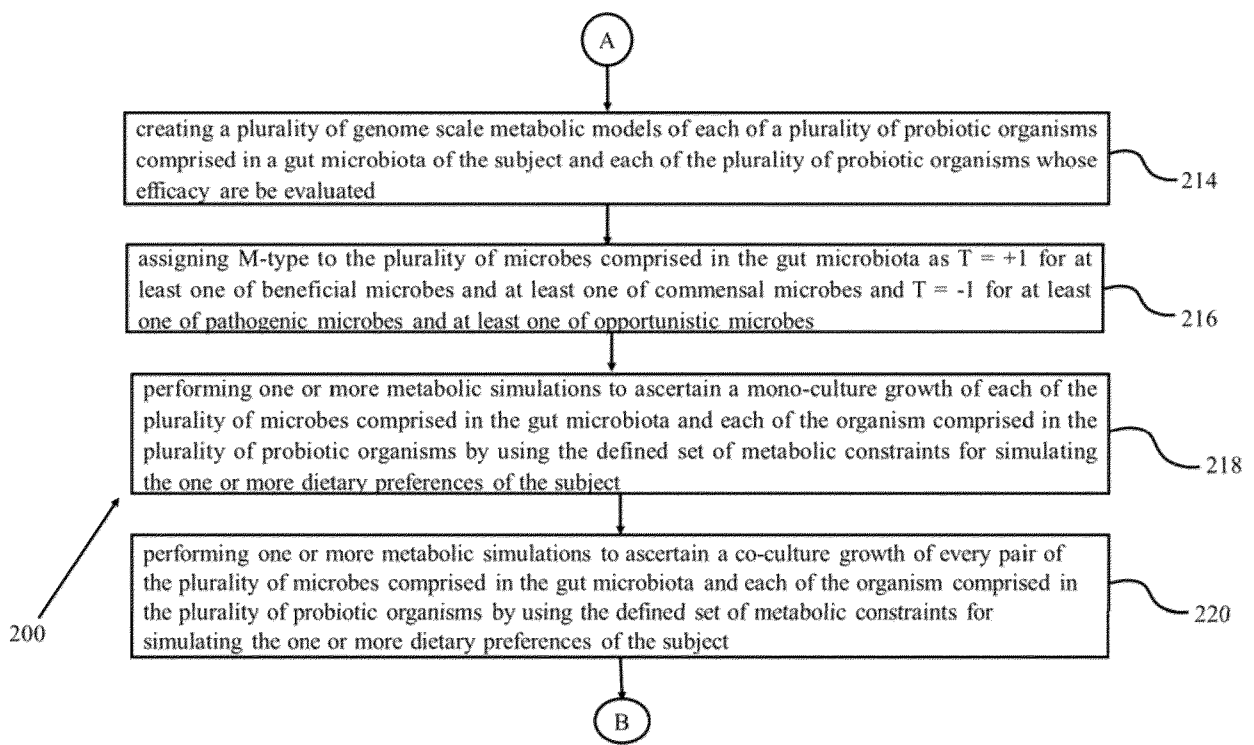 A
creating a plurality of genome scale metabolic models of each of a plurality of probiotic organisms
comprised in a gut microbiota of the subject and each of the plurality of probiotic organisms whose
efficacy are be evaluated
214
assigning M-type to the plurality of microbes comprised in the gut microbiota as T = +1 for at
least one of beneficial microbes and at least one of commensal microbes and T = -1 for at least
one of pathogenic microbes and at least one of opportunistic microbes
216
performing one or more metabolic simulations to ascertain a mono-culture growth of each of the
plurality of microbes comprised in the gut microbiota and each of the organism comprised in the
plurality of probiotic organisms by using the defined set of metabolic constraints for simulating
the one or more dietary preferences of the subject
218
performing one or more metabolic simulations to ascertain a co-culture growth of every pair of
the plurality of microbes comprised in the gut microbiota and each of the organism comprised in
the plurality of probiotic organisms by using the defined set of metabolic constraints for
simulating the one or more dietary preferences of the subject
220
200
B